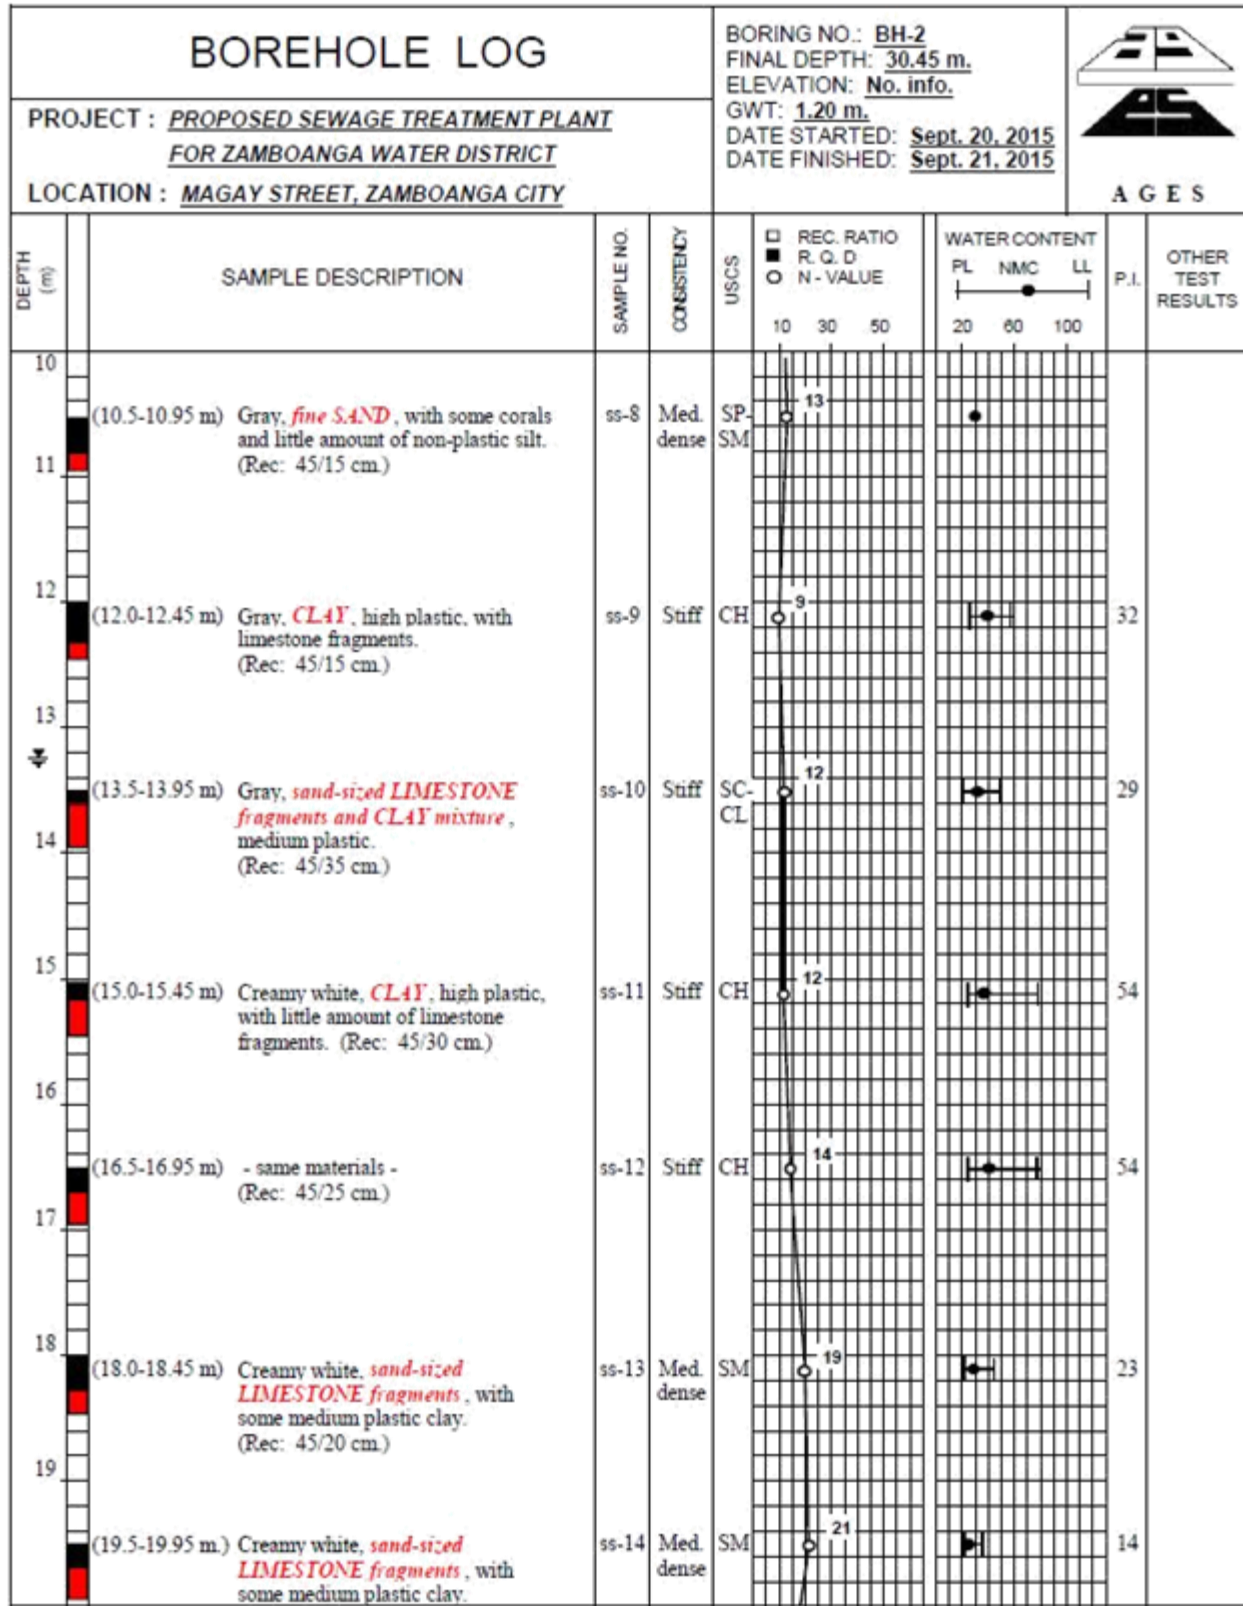 BOREHOLE LOG
PROJECT : PROPOSED SEWAGE TREATMENT PLANT
FOR ZAMBOANGA WATER DISTRICT
LOCATION : MAGAY STREET, ZAMBOANGA CITY
BORING NO.: BH-2
FINAL DEPTH: 30.45 m.
ELEVATION: No. info.
GWT: 1.20 m.
DATE STARTED: Sept. 20, 2015
DATE FINISHED: Sept. 21, 2015
A G E S
DEPTH (m)
SAMPLE DESCRIPTION
SAMPLE NO.
CONSISTENCY
USCS
REC. RATIO
R. Q. D
N - VALUE
10 30 50
WATER CONTENT
PL NMC LL
20 60 100
P.I.
OTHER
TEST
RESULTS
10
(10.5-10.95 m) Gray, fine SAND, with some corals ss-8 Med. SP- 13
and little amount of non-plastic silt. dense SM
(Rec: 45/15 cm.)
11
12
(12.0-12.45 m) Gray, CLAY, high plastic, with ss-9 Stiff CH 9 32
limestone fragments.
(Rec: 45/15 cm.)
13
(13.5-13.95 m) Gray, sand-sized LIMESTONE ss-10 Stiff SC- 12 29
fragments and CLAY mixture, CL
medium plastic.
(Rec: 45/35 cm.)
14
15
(15.0-15.45 m) Creamy white, CLAY, high plastic, ss-11 Stiff CH 12 54
with little amount of limestone
fragments. (Rec: 45/30 cm.)
16
(16.5-16.95 m) - same materials - ss-12 Stiff CH 14 54
(Rec: 45/25 cm.)
17
18
(18.0-18.45 m) Creamy white, sand-sized ss-13 Med. SM 19 23
LIMESTONE fragments, with dense
some medium plastic clay.
(Rec: 45/20 cm.)
19
(19.5-19.95 m.) Creamy white, sand-sized ss-14 Med. SM 21 14
LIMESTONE fragments, with dense
some medium plastic clay.